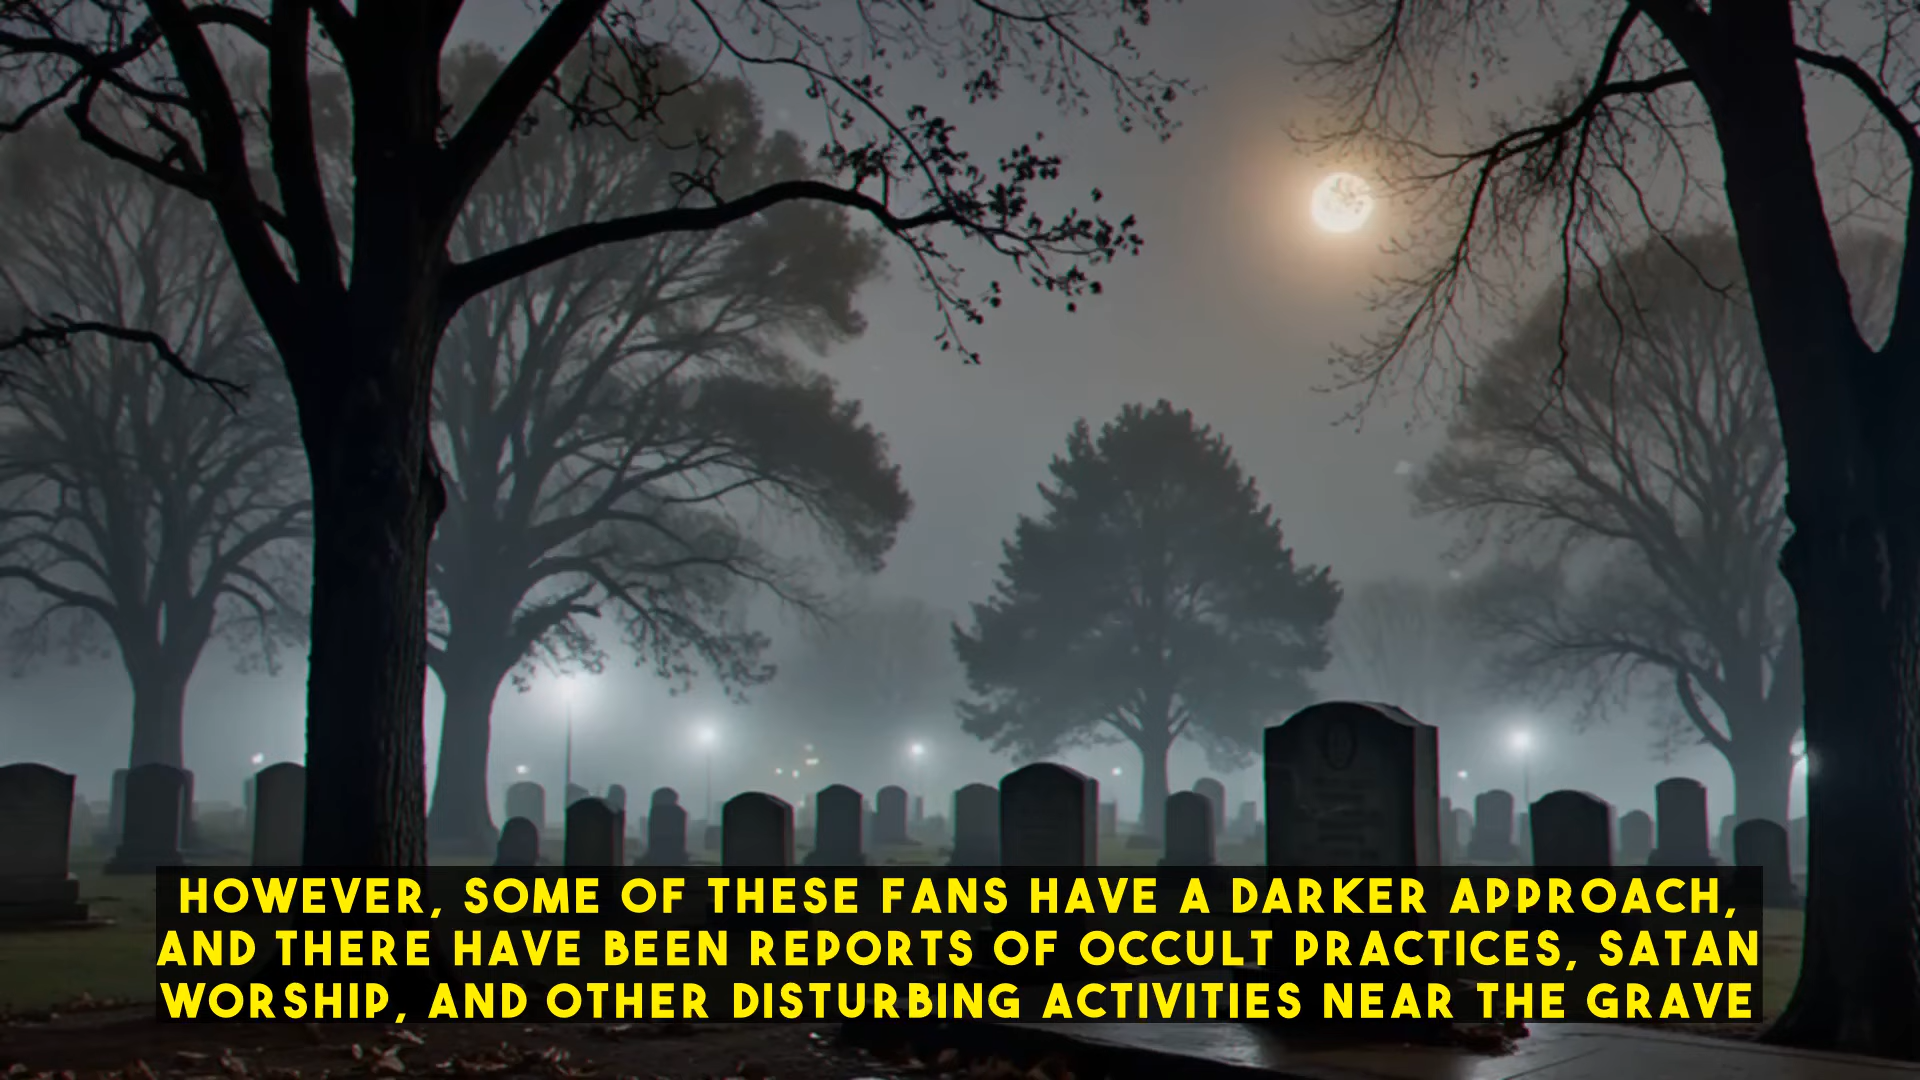 HOWEVER, SOME OF THESE FANS HAVE A DARKER APPROACH,
AND THERE HAVE BEEN REPORTS OF OCCULT PRACTICES, SATAN
WORSHIP, AND OTHER DISTURBING ACTIVITIES NEAR THE GRAVE